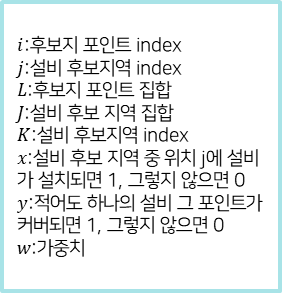 i:후보지 포인트 index
j:설비 후보지역 index
L:후보지 포인트 집합
J:설비 후보 지역 집합
K:설비 후보지역 index
x:설비 후보 지역 중 위치 j에 설비
가 설치되면 1, 그렇지 않으면 0
y:적어도 하나의 설비 그 포인트가
커버되면 1, 그렇지 않으면 0
w:가중치